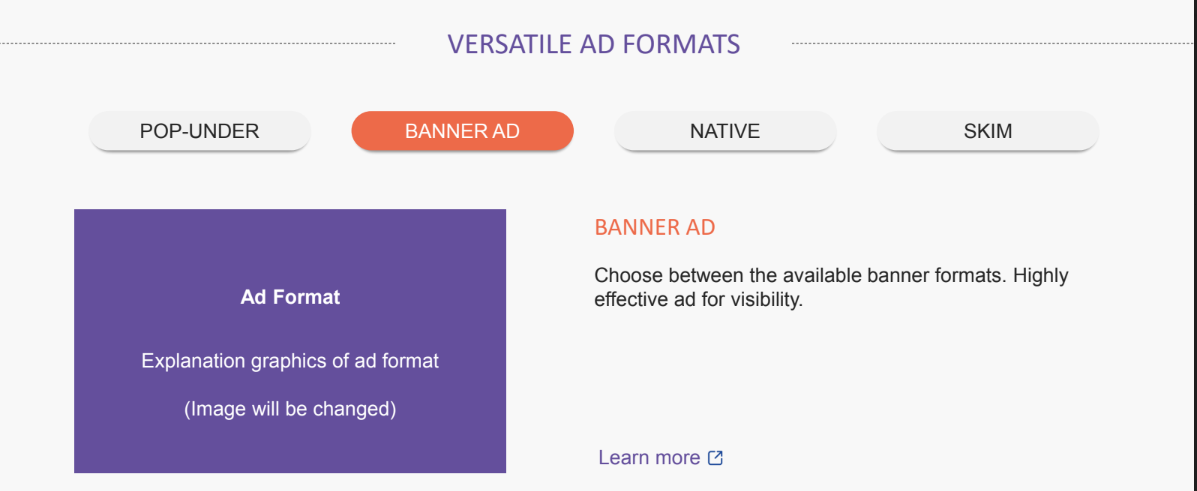 VERSATILE AD FORMATS
POP-UNDER
BANNER AD
NATIVE
SKIM
Ad Format
Explanation graphics of ad format
(Image will be changed)
BANNER AD
Choose between the available banner formats. Highly
effective ad for visibility.
Learn more